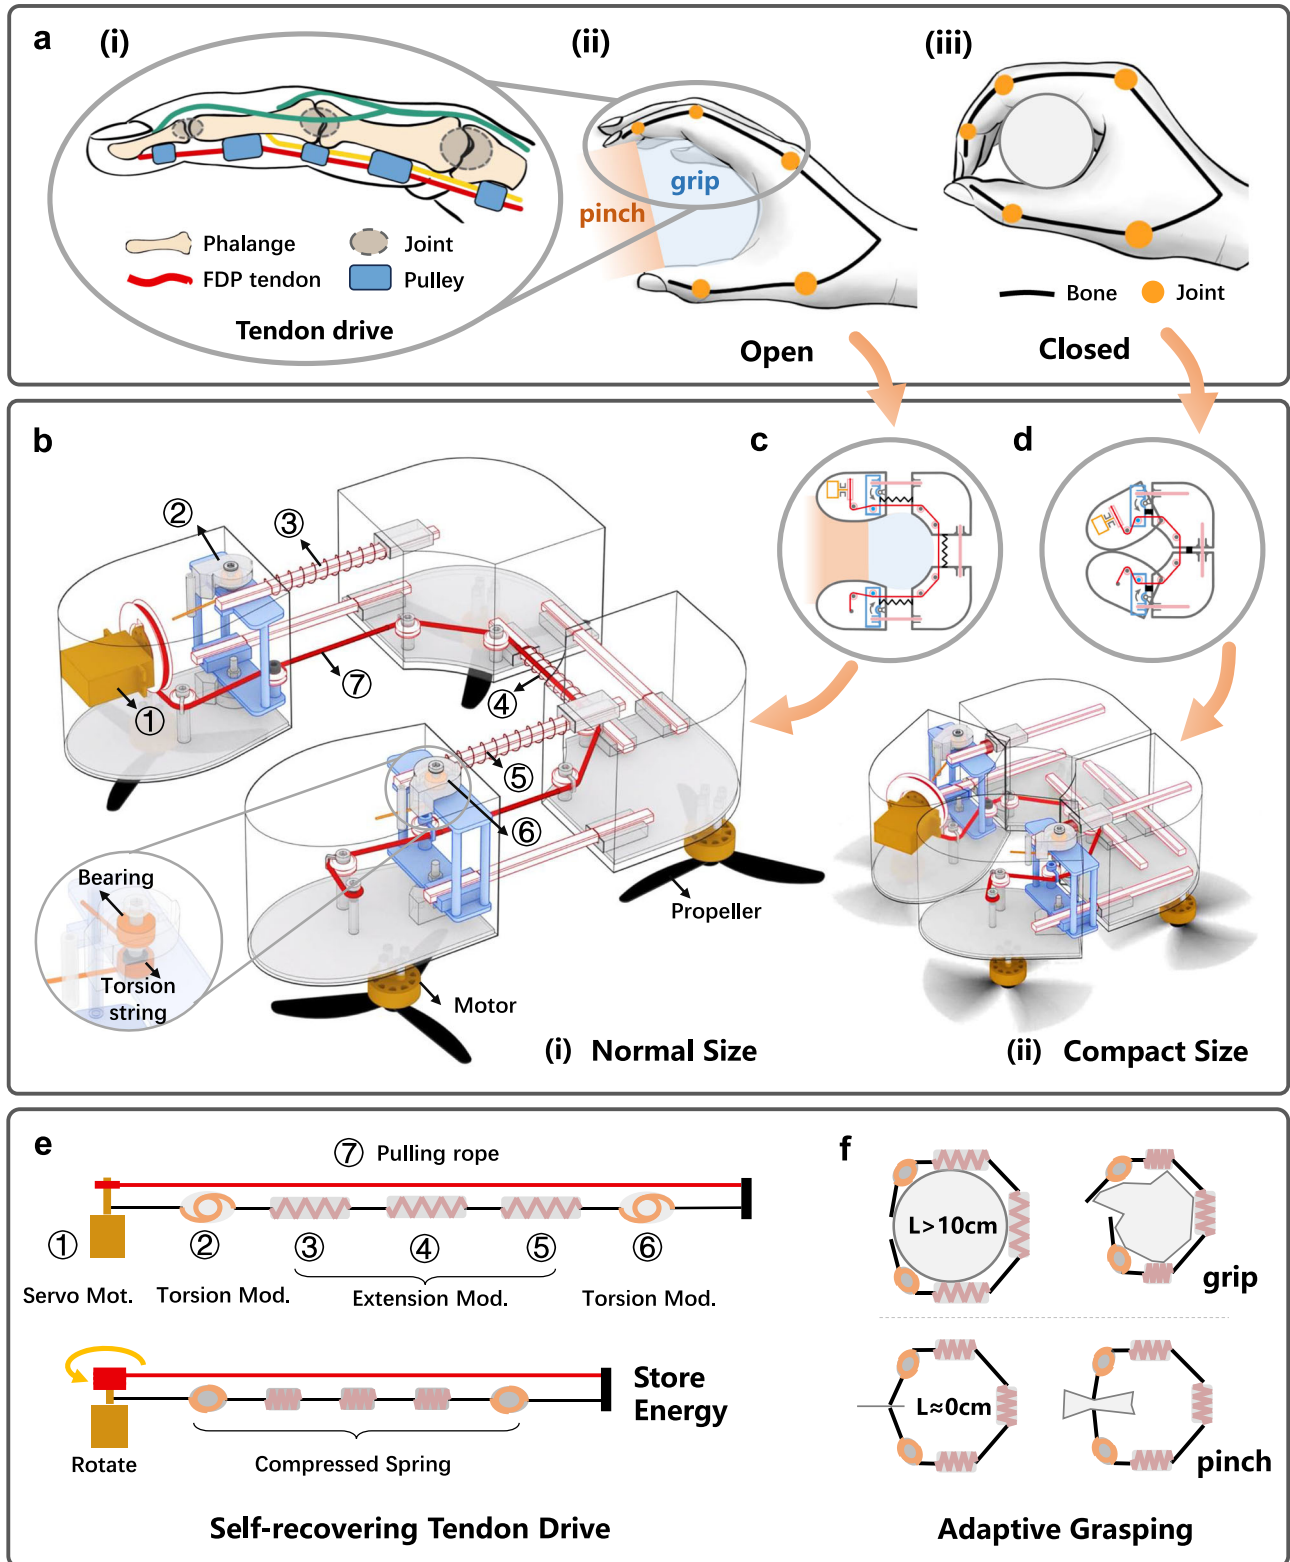 a
(i)
(ii)
(iii)
grip
pinch
Phalange
Joint
FDP tendon
Pulley
Tendon drive
Bone
Joint
Open
Closed
b
c
d
②
③
①
⑦
④
⑤
⑥
Bearing
Torsion
string
Propeller
Motor
(i) Normal Size
(ii) Compact Size
e
f
⑦ Pulling rope
① ② ③ ④ ⑤ ⑥
Servo Mot.
Torsion Mod.
Extension Mod.
Torsion Mod.
L>10cm
grip
Store
Energy
Rotate
Compressed Spring
L≈0cm
pinch
Self-recovering Tendon Drive
Adaptive Grasping